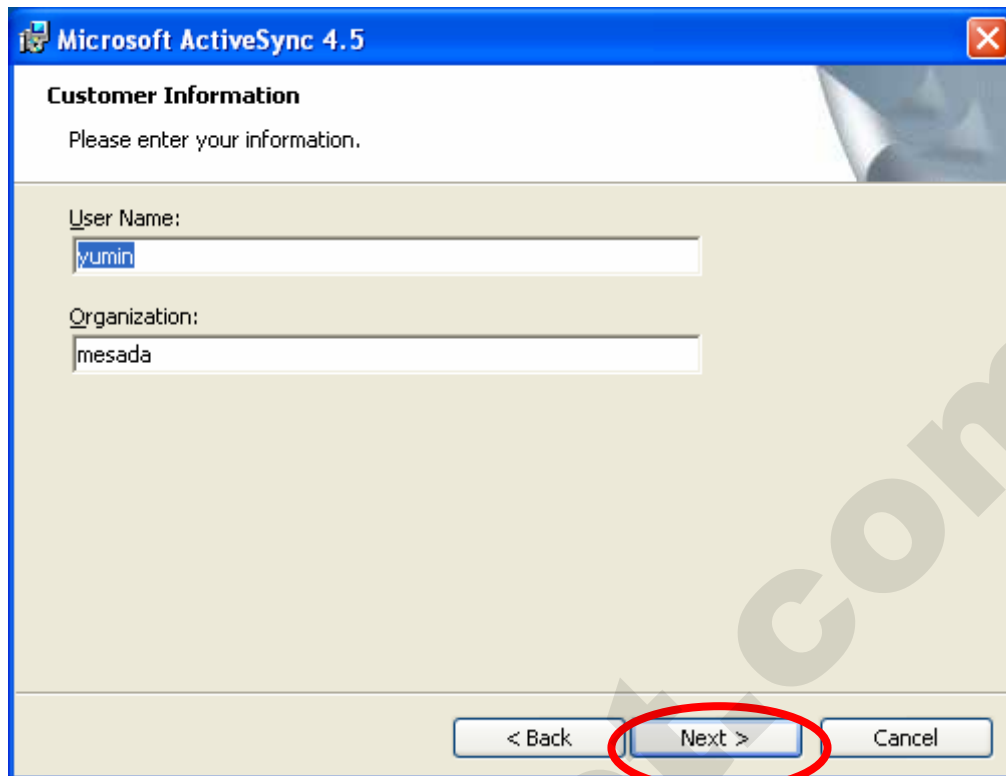 Microsoft ActiveSync 4.5
Customer Information
Please enter your information.
User Name:
yumin
Organization:
mesada
< Back Next > Cancel